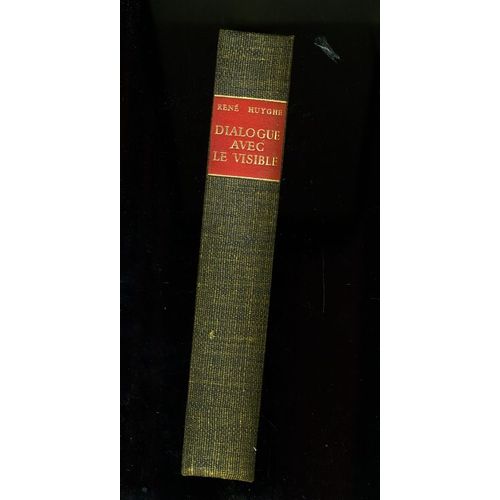 RENÉ HUYGHE
DIALOGUE
AVEC
LE VISIBLE